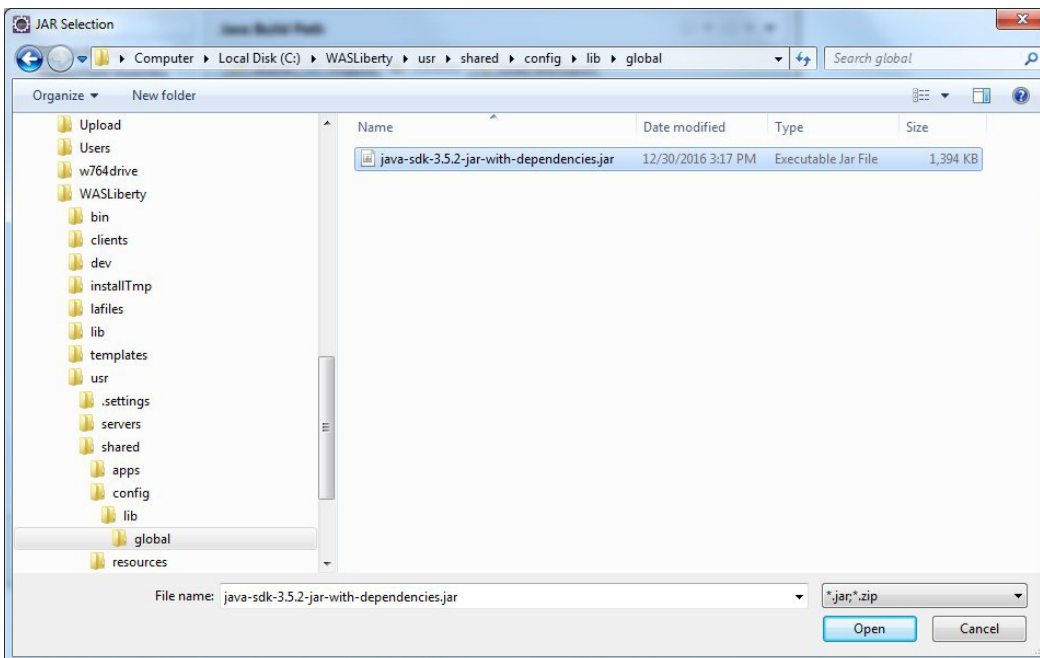 JAR Selection
Java Build Path
Computer Local Disk (C:) WASLiberty usr shared config lib global
Search global
Organize New folder
Name Date modified Type Size
java-sdk-3.5.2-jar-with-dependencies.jar 12/30/2016 3:17 PM Executable Jar File 1,394 KB
Upload
Users
w764drive
WASLiberty
bin
clients
dev
installTmp
lafiles
lib
templates
usr
.settings
servers
shared
apps
config
lib
global
resources
File name: java-sdk-3.5.2-jar-with-dependencies.jar
*.jar;*.zip
Open Cancel